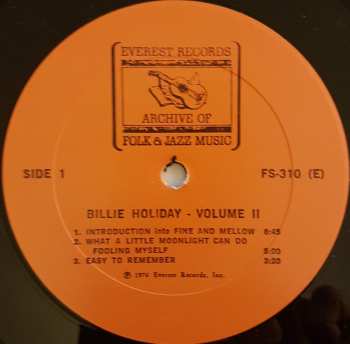 EVEREST RECORDS
ARCHIVE OF
FOLK & JAZZ MUSIC
SIDE 1
FS-310 (E)
BILLIE HOLIDAY - VOLUME II
1. INTRODUCTION into FINE AND MELLOW 6:45
2. WHAT A LITTLE MOONLIGHT CAN DO
FOOLING MYSELF 5:00
3. EASY TO REMEMBER 3:20
℗ 1976 Everest Records, Inc.